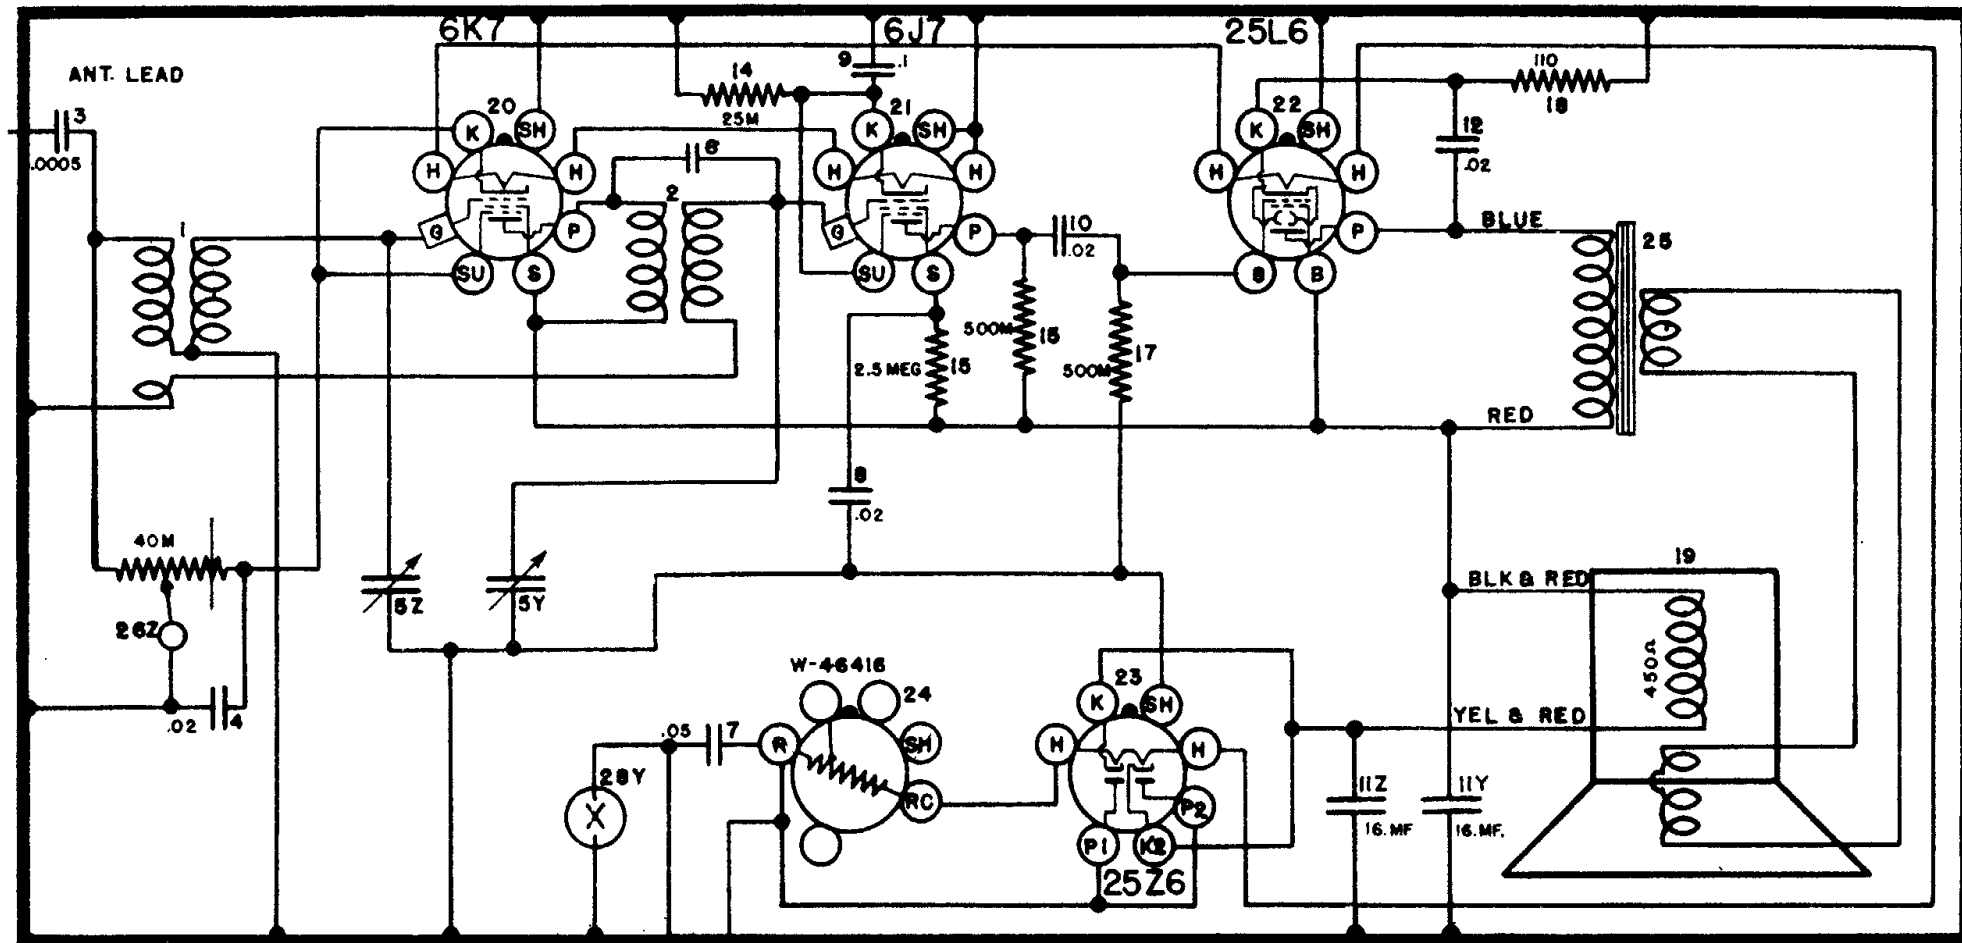 6K7
6J7
25L6
ANT. LEAD
3
.0005
20
K
SH
H
H
G
P
SU
S
14
25M
9
.1
21
K
SH
H
H
G
P
SU
S
22
K
SH
H
H
P
B
110
18
12
.02
6
2
1
10
.02
BLUE
25
500M
15
2.5 MEG
15
500M
17
RED
8
.02
40M
26Z
.02
4
5Z
5Y
19
BLK & RED
450Ω
YEL & RED
W-46416
24
R
SH
RC
.05
7
28Y
X
23
K
SH
H
H
P2
P1
K2
25Z6
11Z
16.MF
11Y
16.MF.